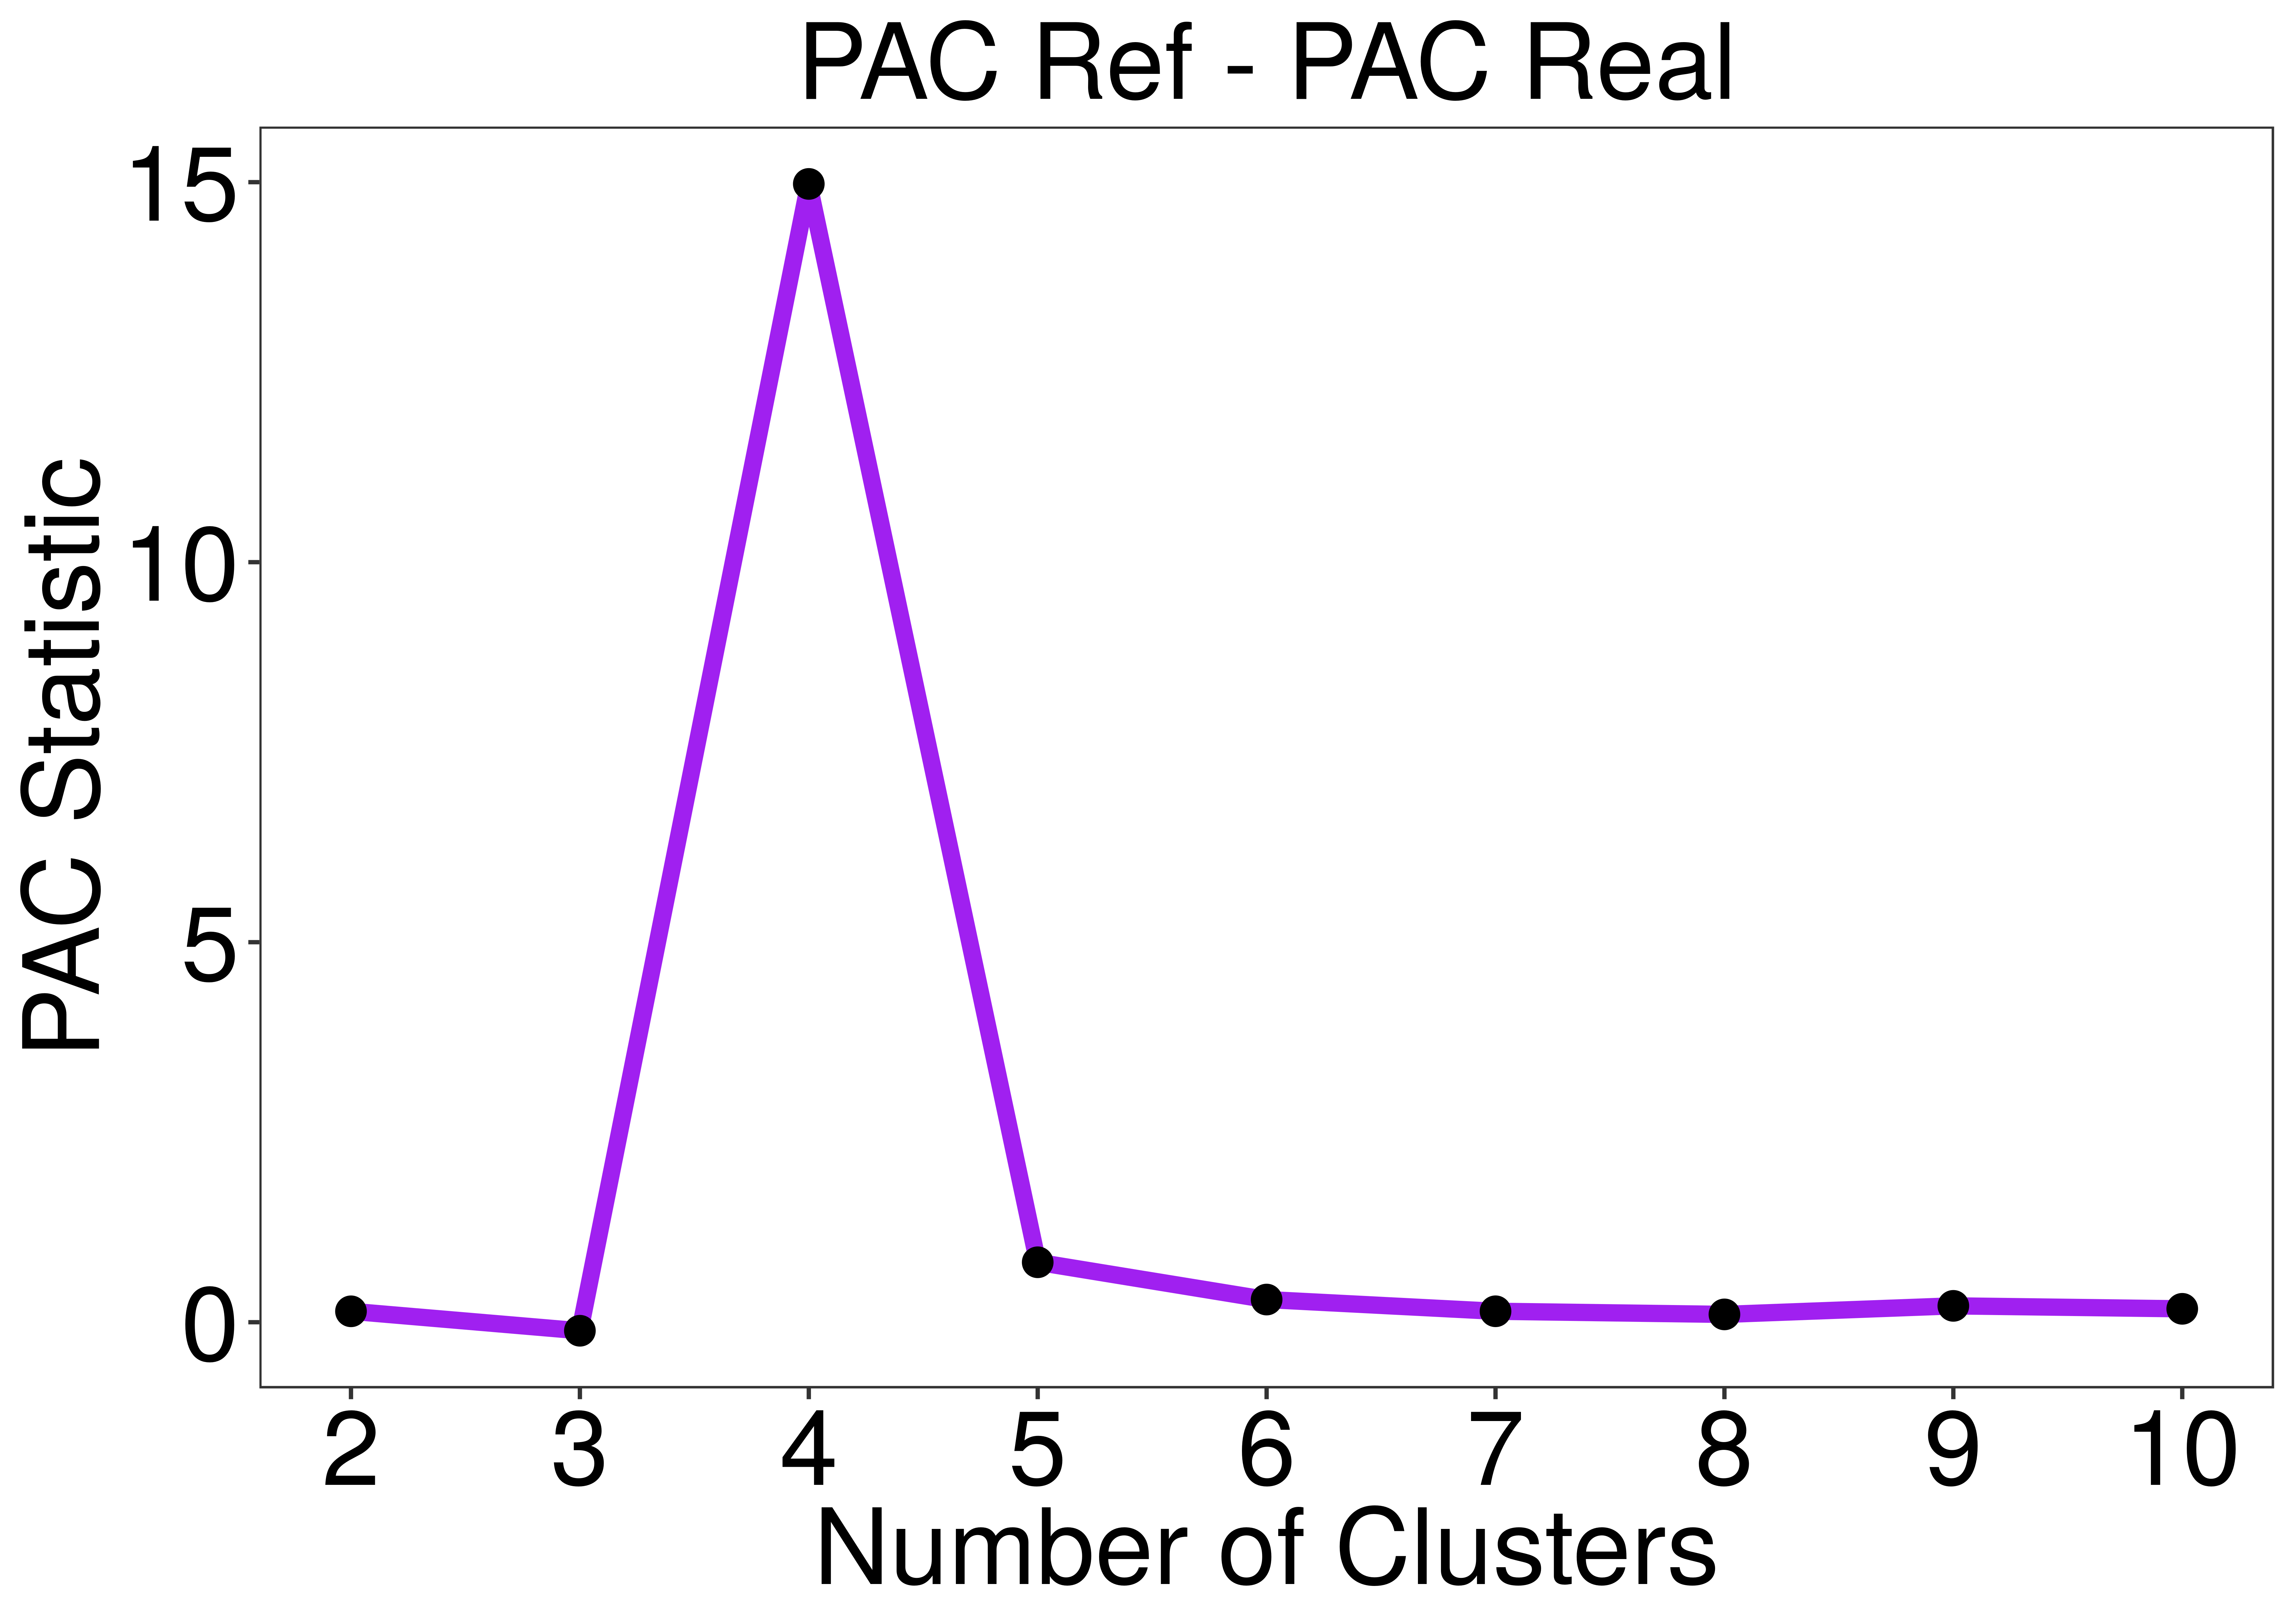 PAC Ref - PAC Real
PAC Statistic
15
10
5
0
2 3 4 5 6 7 8 9 10
Number of Clusters